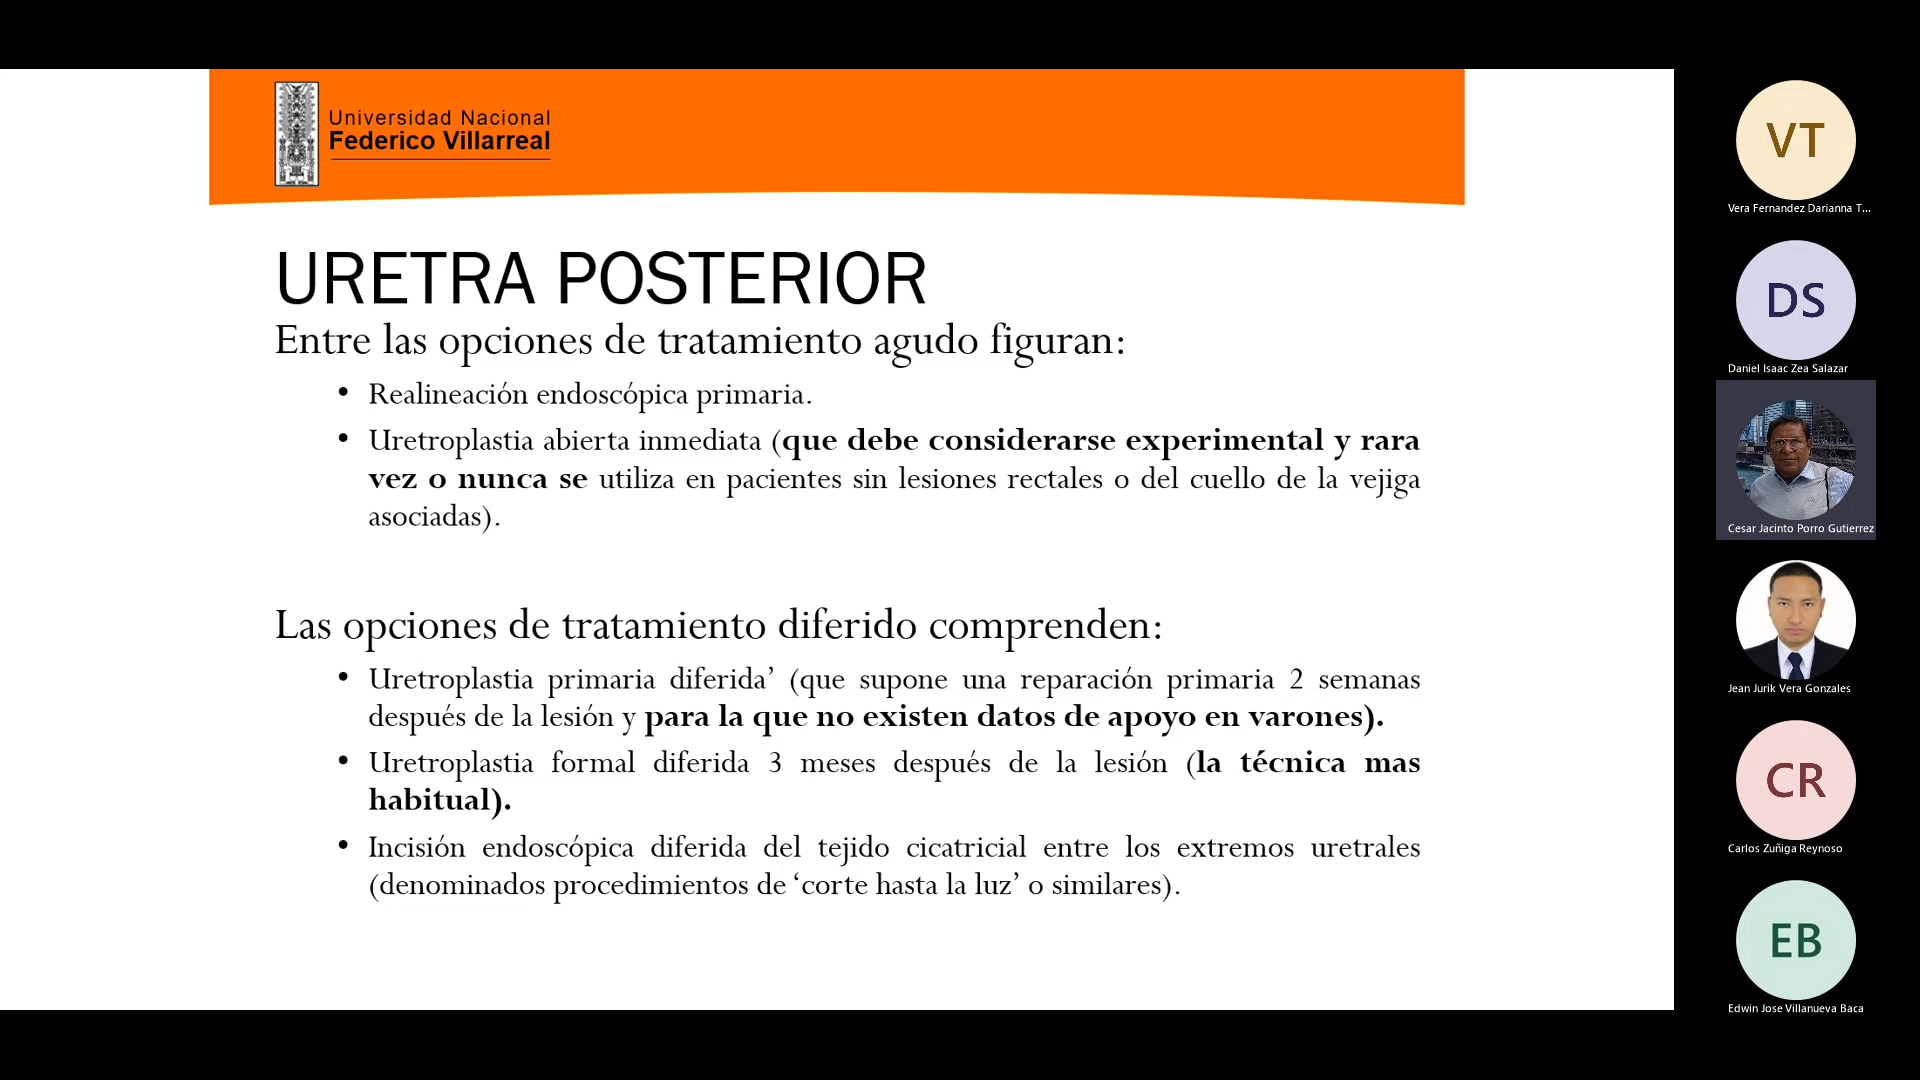 Universidad Nacional
Federico Villarreal
URETRA POSTERIOR
Entre las opciones de tratamiento agudo figuran:
• Realineación endoscópica primaria.
• Uretroplastia abierta inmediata (que debe considerarse experimental y rara
vez o nunca se utiliza en pacientes sin lesiones rectales o del cuello de la vejiga
asociadas).
Las opciones de tratamiento diferido comprenden:
• Uretroplastia primaria diferida’ (que supone una reparación primaria 2 semanas
después de la lesión y para la que no existen datos de apoyo en varones).
• Uretroplastia formal diferida 3 meses después de la lesión (la técnica mas
habitual).
• Incisión endoscópica diferida del tejido cicatricial entre los extremos uretrales
(denominados procedimientos de ‘corte hasta la luz’ o similares).
VT
Vera Fernandez Darianna T...
DS
Daniel Isaac Zea Salazar
Cesar Jacinto Porro Gutierrez
Jean Jurik Vera Gonzales
CR
Carlos Zuñiga Reynoso
EB
Edwin Jose Villanueva Baca